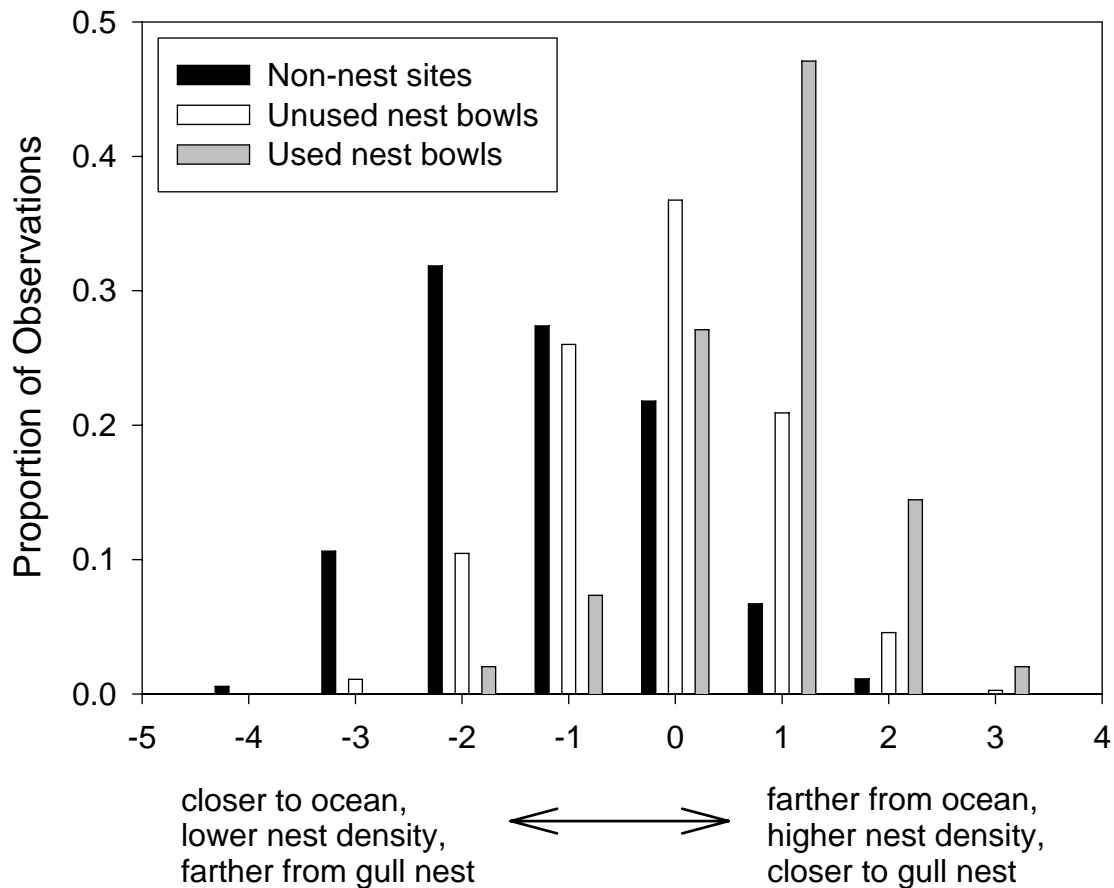 Proportion of Observations
0.5
0.4
0.3
0.2
0.1
0.0
Non-nest sites
Unused nest bowls
Used nest bowls
-5 -4 -3 -2 -1 0 1 2 3 4
closer to ocean,
lower nest density,
farther from gull nest
farther from ocean,
higher nest density,
closer to gull nest